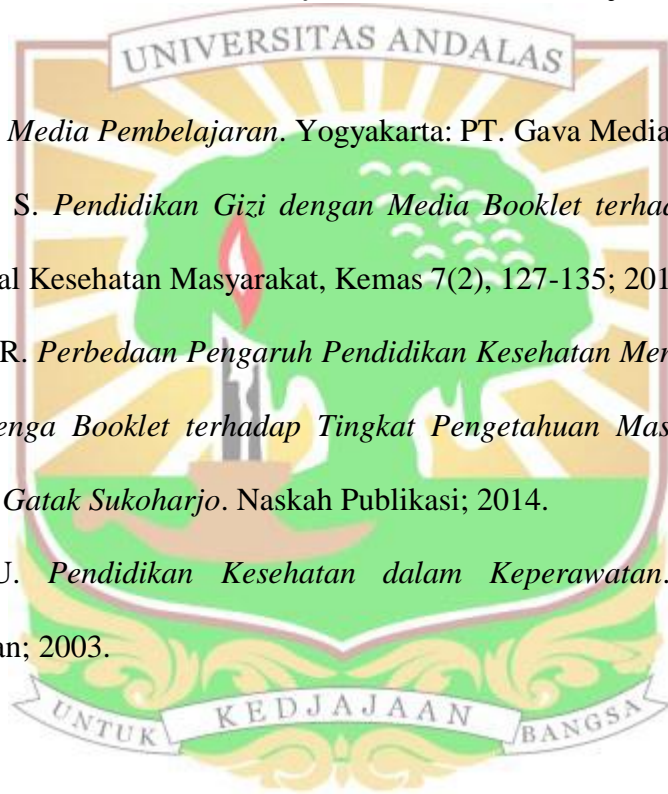 UNIVERSITAS ANDALAS
Media Pembelajaran. Yogyakarta: PT. Gava Media
S. Pendidikan Gizi dengan Media Booklet terhad
al Kesehatan Masyarakat, Kemas 7(2), 127-135; 201
R. Perbedaan Pengaruh Pendidikan Kesehatan Men
enga Booklet terhadap Tingkat Pengetahuan Mas
Gatak Sukoharjo. Naskah Publikasi; 2014.
U. Pendidikan Kesehatan dalam Keperawatan.
an; 2003.
UNTUK KEDJAJAAN BANGSA